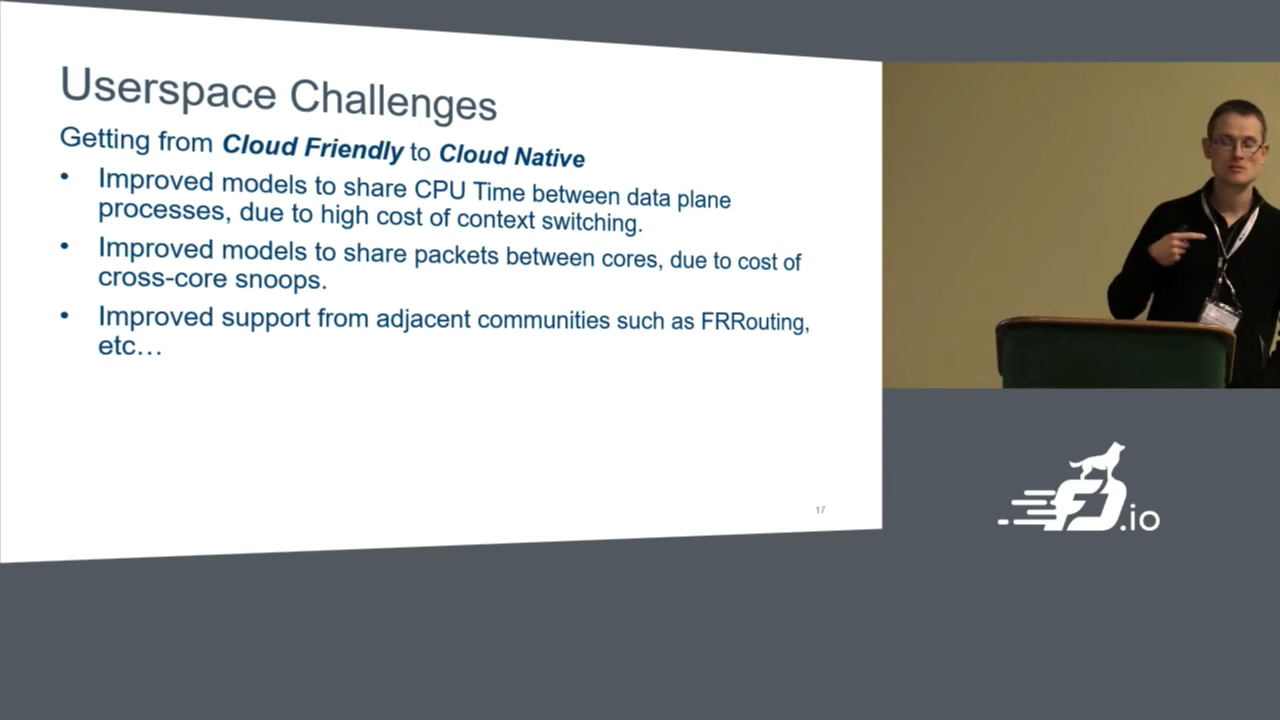 Userspace Challenges
Getting from Cloud Friendly to Cloud Native
• Improved models to share CPU Time between data plane
processes, due to high cost of context switching.
• Improved models to share packets between cores, due to cost of
cross-core snoops.
• Improved support from adjacent communities such as FRRouting,
etc…
17
FD.io